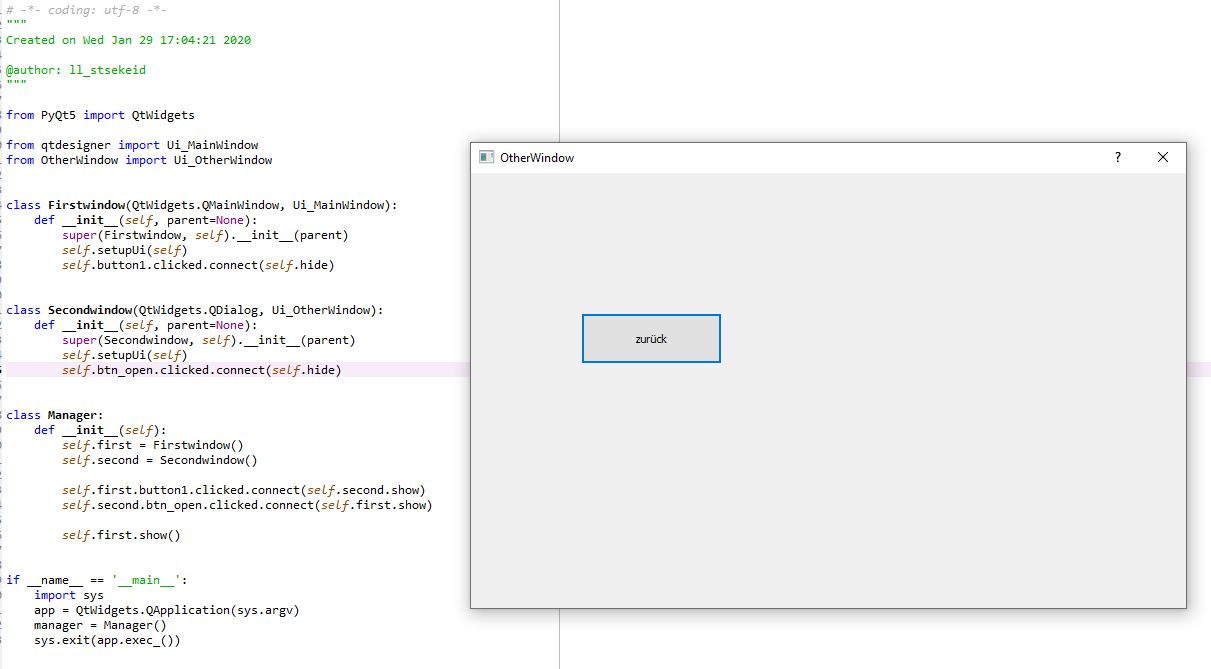 # -*- coding: utf-8 -*-
"""
Created on Wed Jan 29 17:04:21 2020
@author: ll_stsekeid
"""
from PyQt5 import QtWidgets
from qtdesigner import Ui_MainWindow
from OtherWindow import Ui_OtherWindow
class Firstwindow(QtWidgets.QMainWindow, Ui_MainWindow):
    def __init__(self, parent=None):
        super(Firstwindow, self).__init__(parent)
        self.setupUi(self)
        self.button1.clicked.connect(self.hide)
class Secondwindow(QtWidgets.QDialog, Ui_OtherWindow):
    def __init__(self, parent=None):
        super(Secondwindow, self).__init__(parent)
        self.setupUi(self)
        self.btn_open.clicked.connect(self.hide)
class Manager:
    def __init__(self):
        self.first = Firstwindow()
        self.second = Secondwindow()
        self.first.button1.clicked.connect(self.second.show)
        self.second.btn_open.clicked.connect(self.first.show)
        self.first.show()
if __name__ == '__main__':
    import sys
    app = QtWidgets.QApplication(sys.argv)
    manager = Manager()
    sys.exit(app.exec_())
OtherWindow
?
zurück